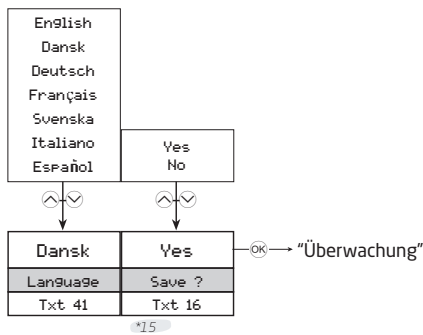 English
Dansk
Deutsch
Français
Svenska
Italiano
Español
Yes
No
Dansk
Yes
OK
"Überwachung"
Language
Save ?
Txt 41
Txt 16
*15